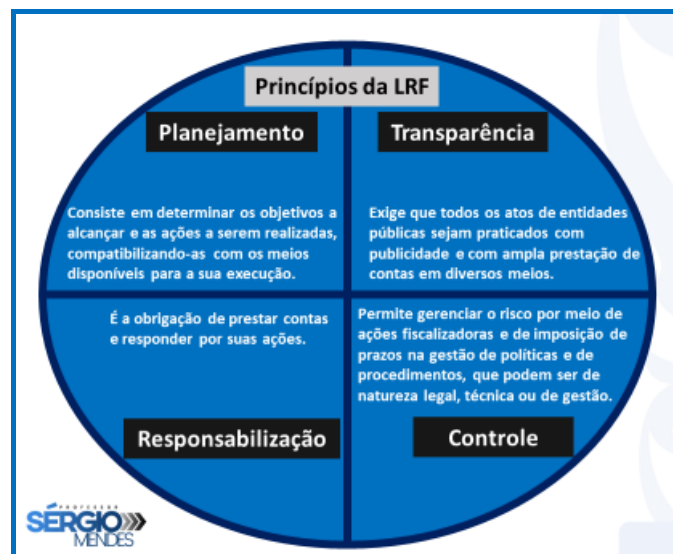 Princípios da LRF
Planejamento
Transparência
Consiste em determinar os objetivos a
alcançar e as ações a serem realizadas,
compatibilizando-as com os meios
disponíveis para a sua execução.
Exige que todos os atos de entidades
públicas sejam praticados com
publicidade e com ampla prestação de
contas em diversos meios.
É a obrigação de prestar contas
e responder por suas ações.
Responsabilização
Permite gerenciar o risco por meio de
ações fiscalizadoras e de imposição de
prazos na gestão de políticas e de
procedimentos, que podem ser de
natureza legal, técnica ou de gestão.
Controle
PROFESSOR
SÉRGIO
MENDES